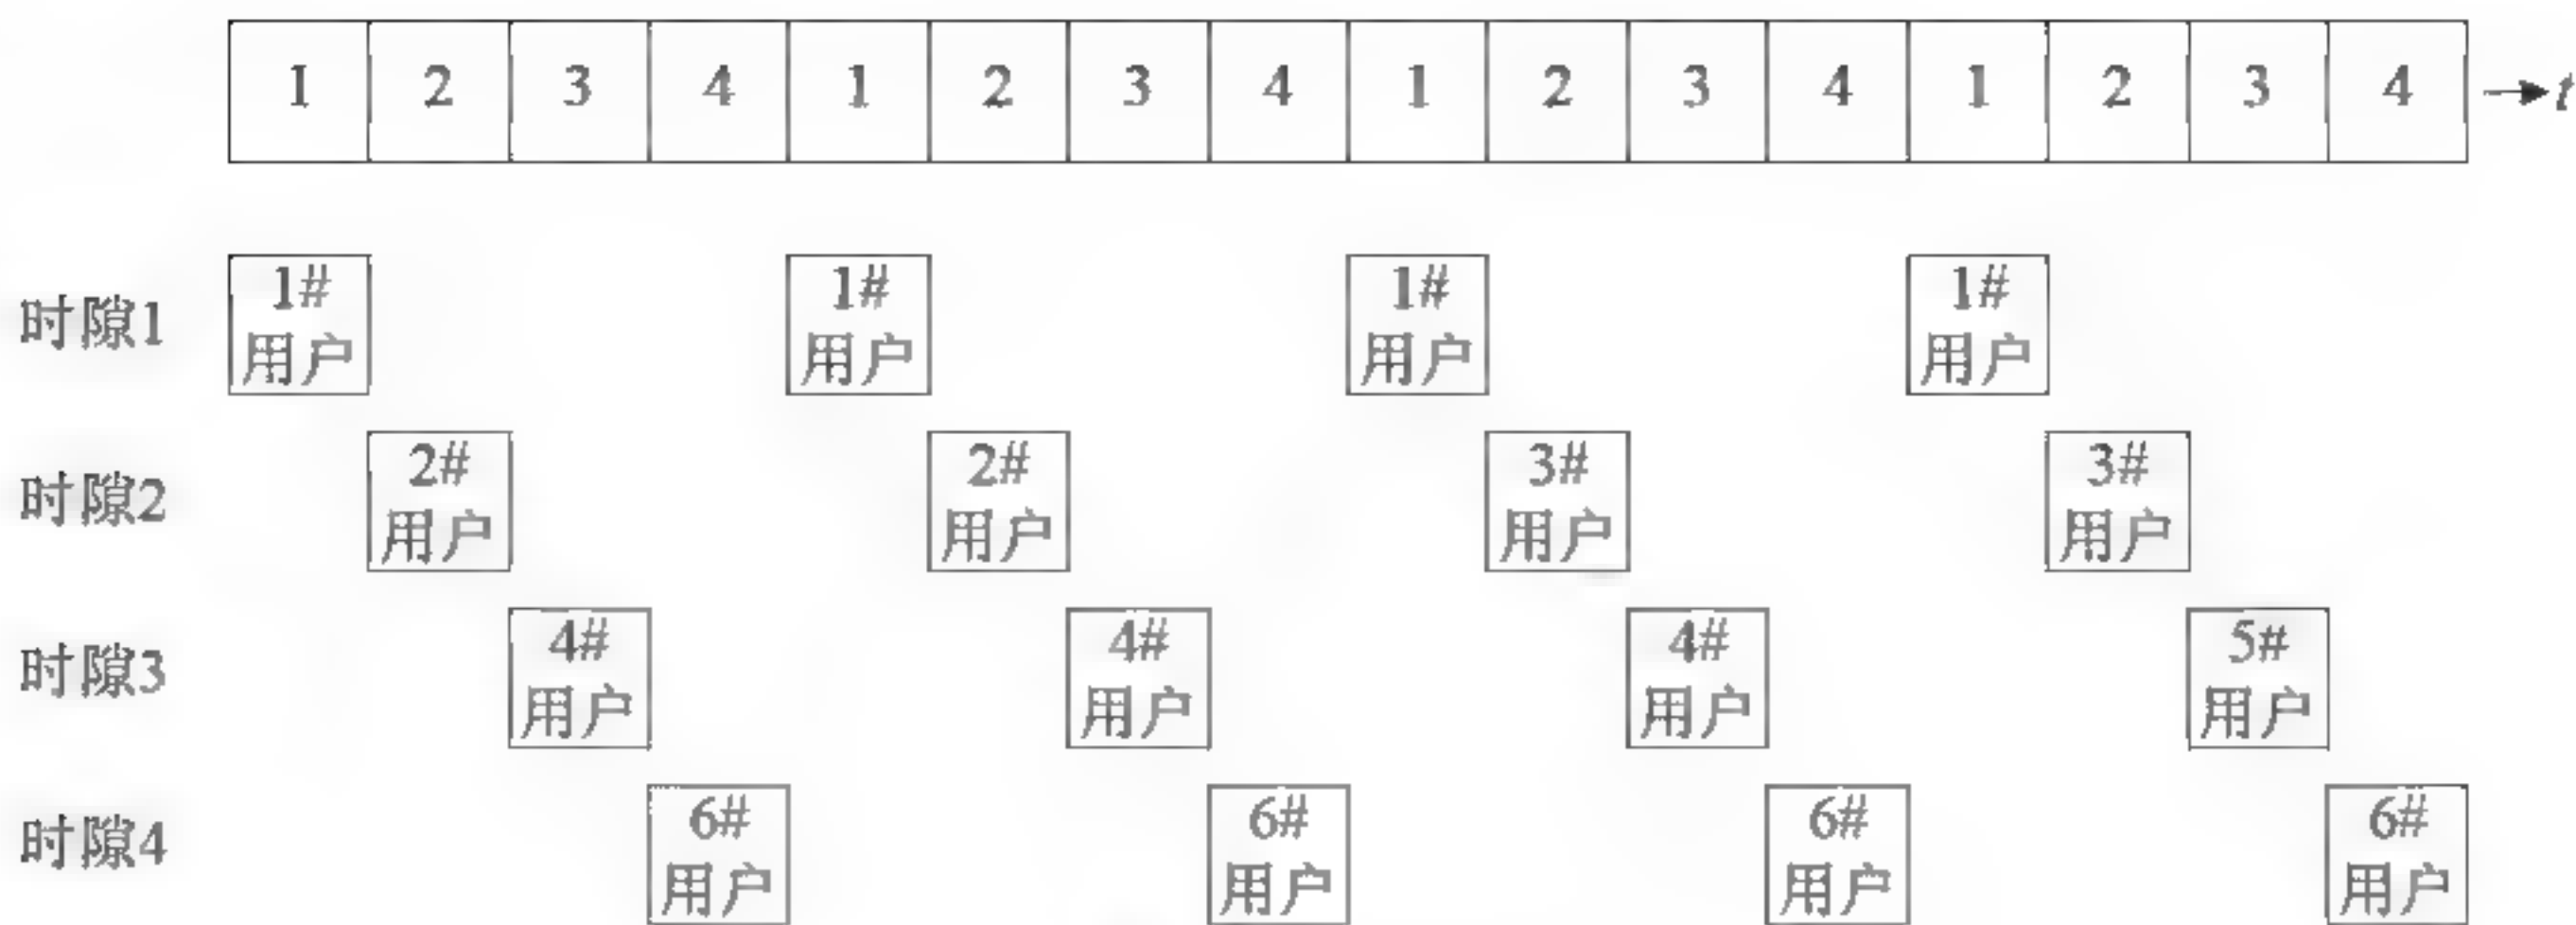 1 2 3 4 1 2 3 4 1 2 3 4 1 2 3 4 t
时隙1 1# 用户 1# 用户 1# 用户 1# 用户
时隙2 2# 用户 2# 用户 3# 用户 3# 用户
时隙3 4# 用户 4# 用户 4# 用户 5# 用户
时隙4 6# 用户 6# 用户 6# 用户 6# 用户